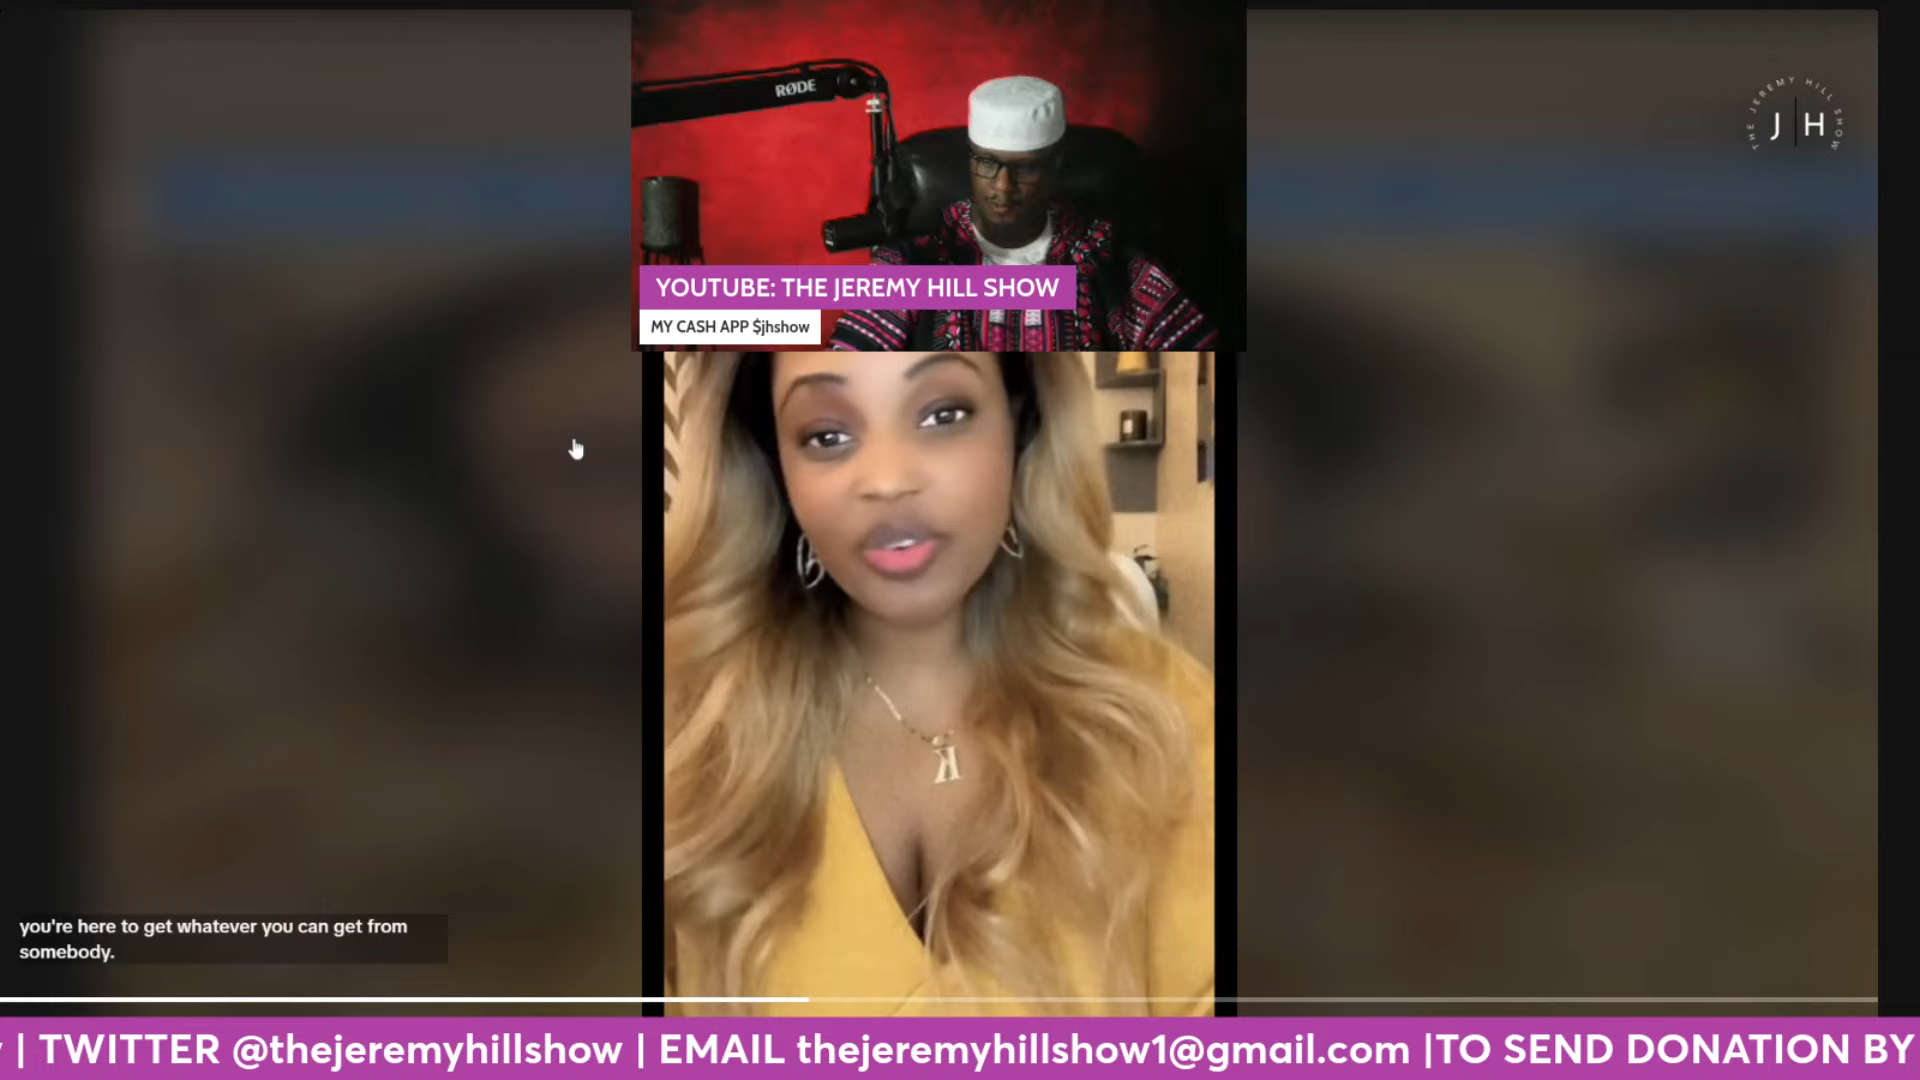 RØDE
THE JEREMY HILL SHOW
J | H
YOUTUBE: THE JEREMY HILL SHOW
MY CASH APP $jhshow
K
you're here to get whatever you can get from
somebody.
| TWITTER @thejeremyhillshow | EMAIL thejeremyhillshow1@gmail.com |TO SEND DONATION BY